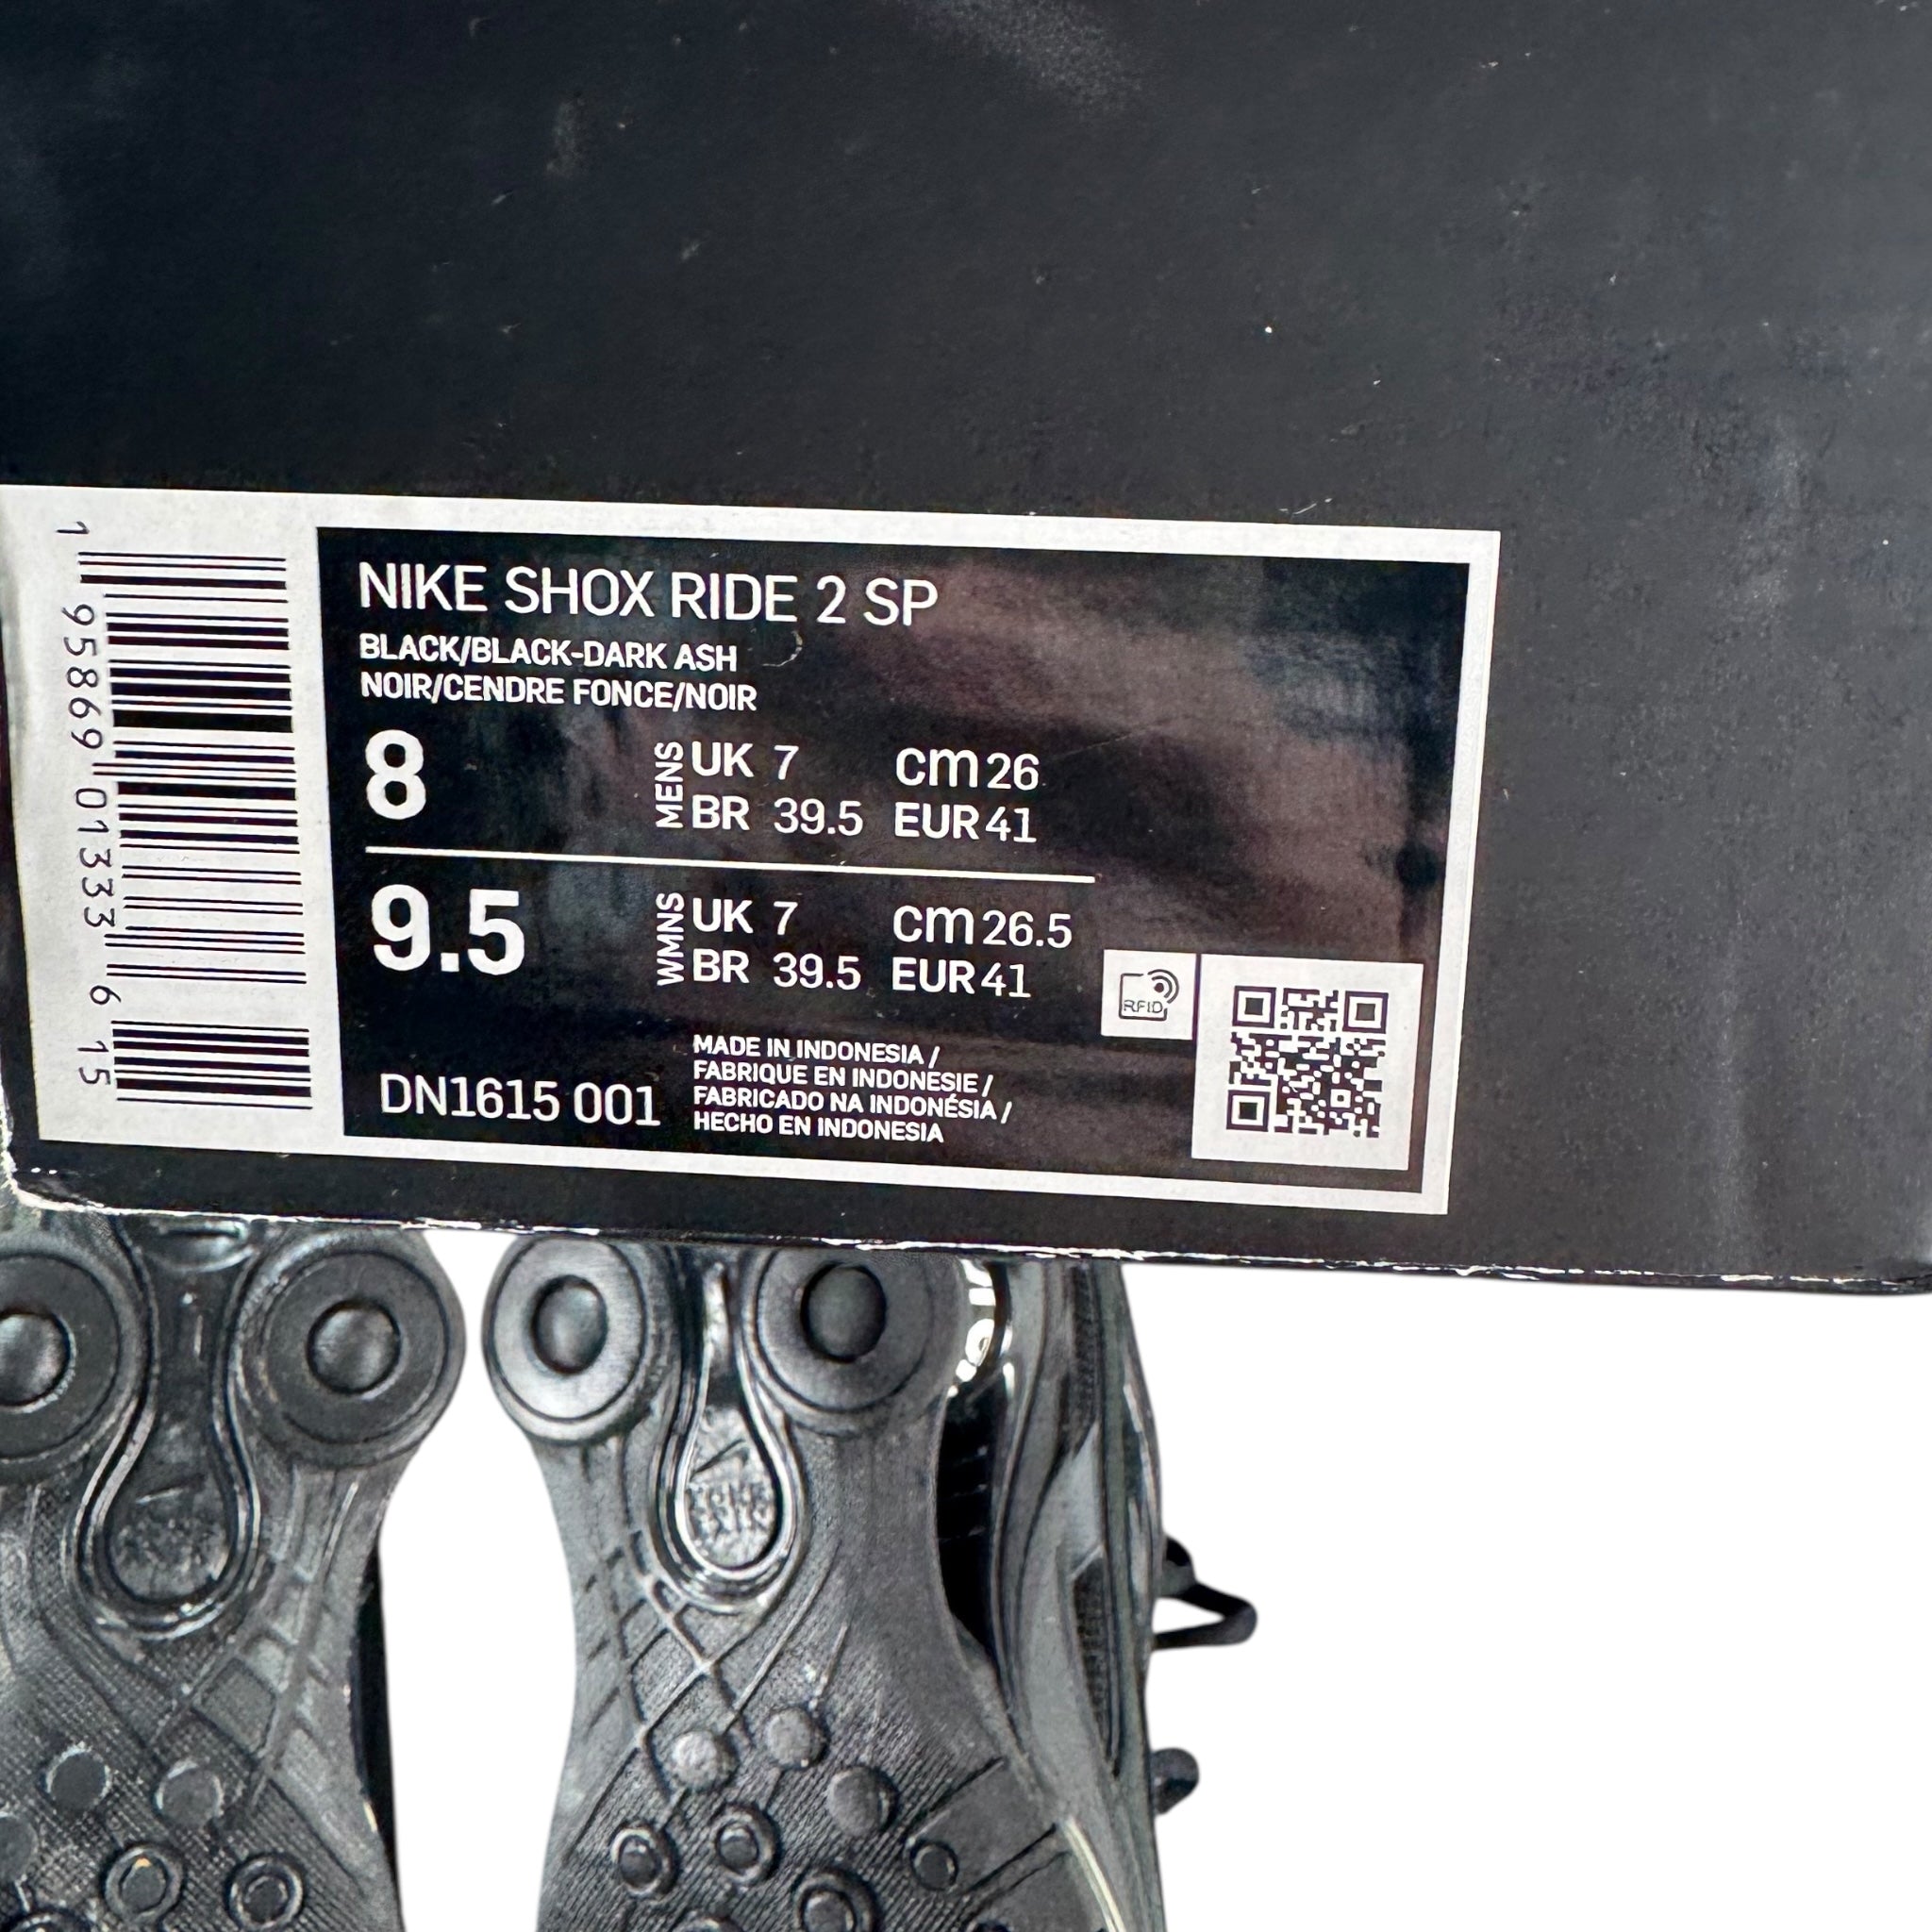 NIKE SHOX RIDE 2 SP
BLACK/BLACK-DARK ASH
NOIR/CENDRE FONCE/NOIR
8 MENS UK 7 cm 26
BR 39.5 EUR 41
9.5 WMNS UK 7 cm 26.5
BR 39.5 EUR 41
RFID
DN1615 001
MADE IN INDONESIA /
FABRIQUE EN INDONESIE /
FABRICADO NA INDONÉSIA /
HECHO EN INDONESIA
1 95869 01333 6 15